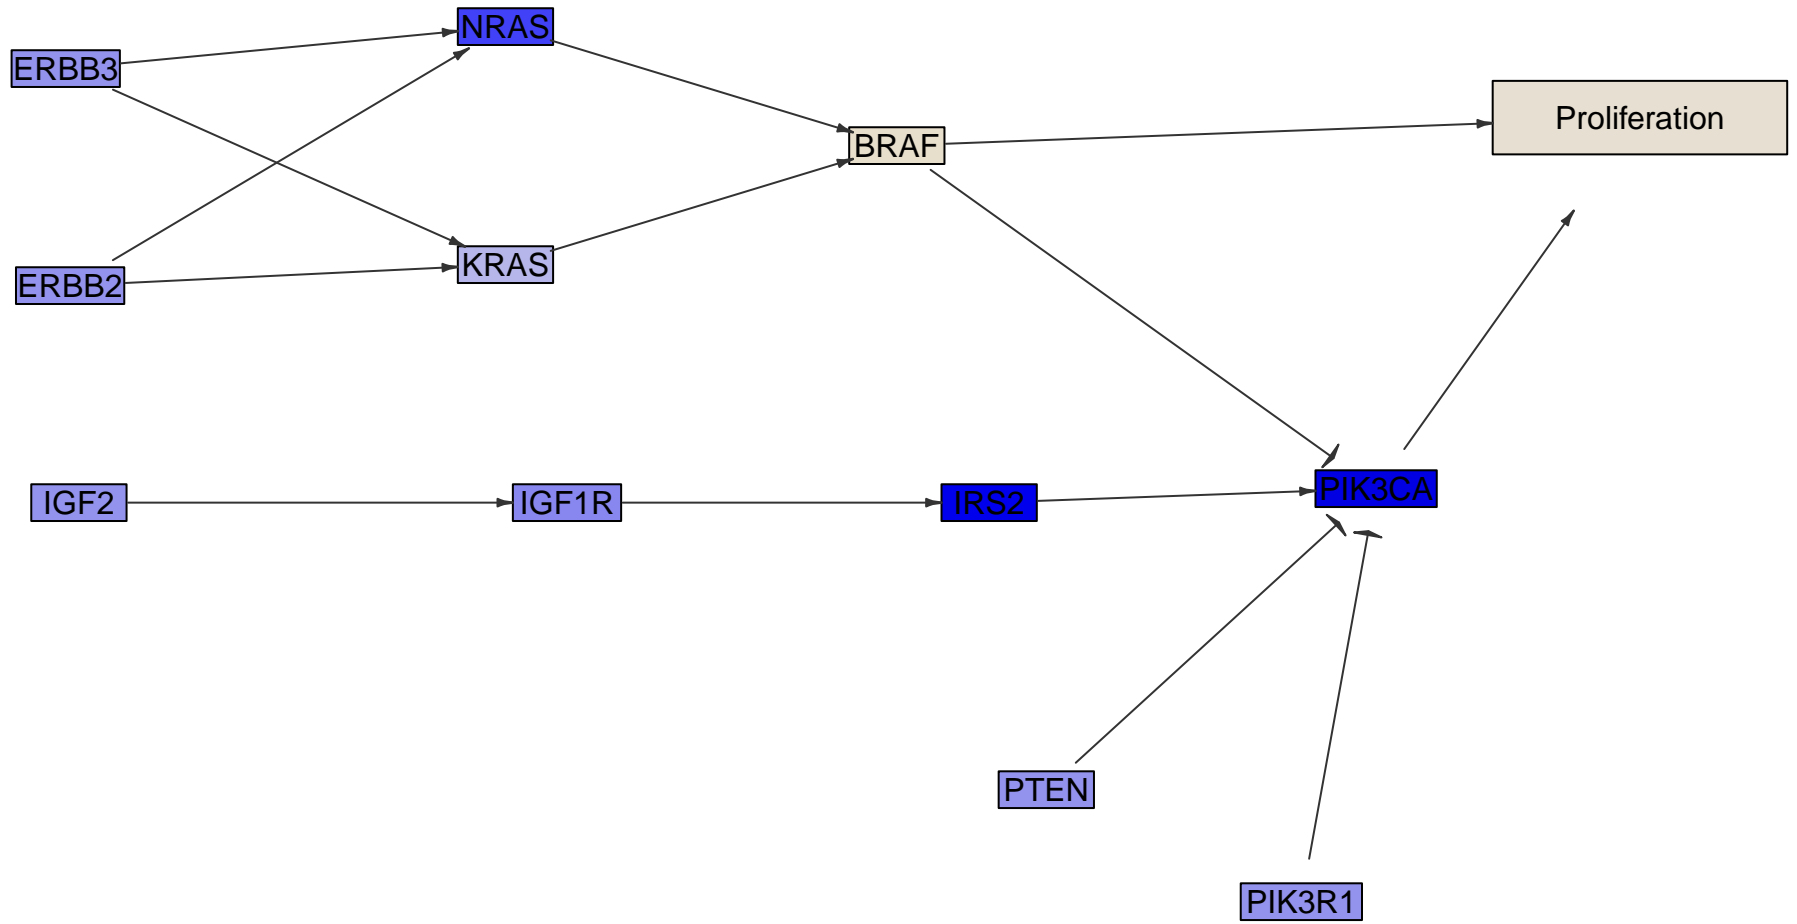 NRAS
ERBB3
Proliferation
BRAF
KRAS
ERBB2
IGF2
IGF1R
IRS2
PIK3CA
PTEN
PIK3R1